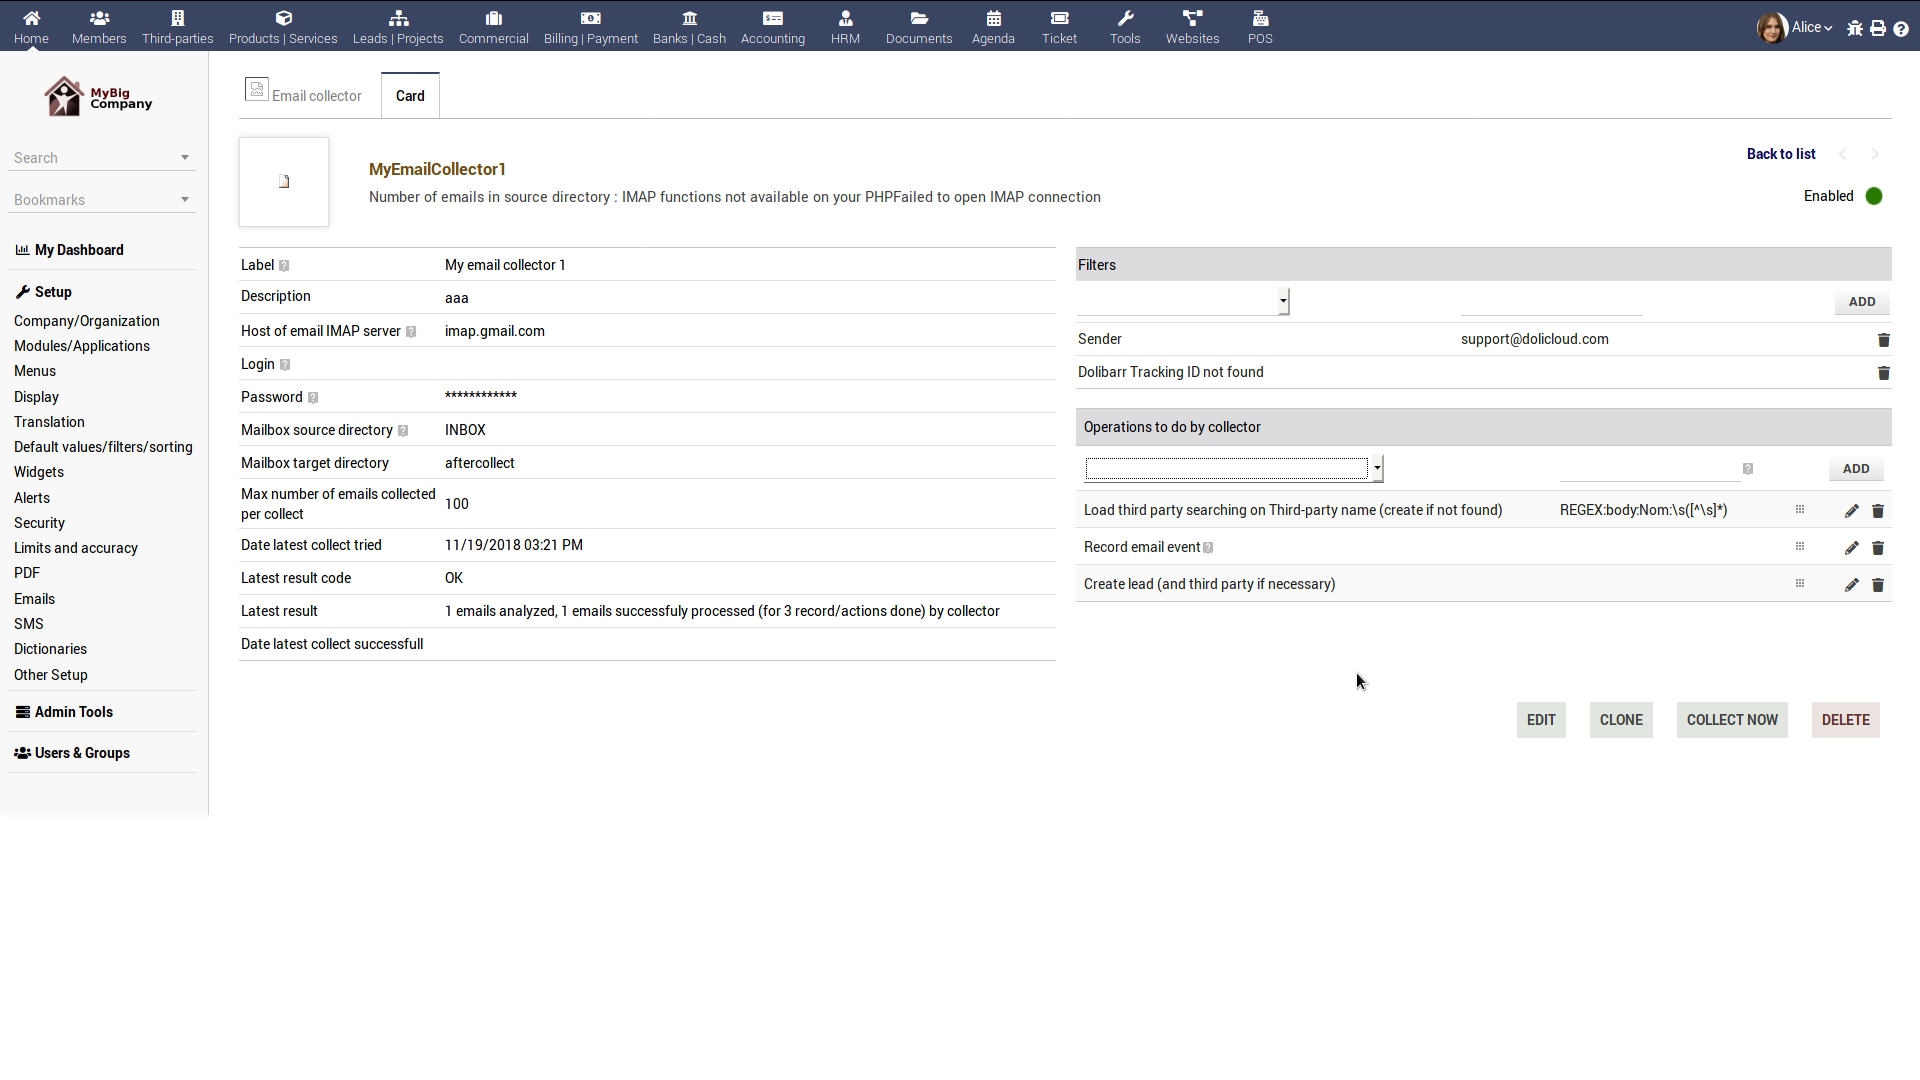 Home Members Third-parties Products | Services Leads | Projects Commercial Billing | Payment Banks | Cash Accounting HRM Documents Agenda Ticket Tools Websites POS Alice
MyBig
Company
Search
Bookmarks
My Dashboard
Setup
Company/Organization
Modules/Applications
Menus
Display
Translation
Default values/filters/sorting
Widgets
Alerts
Security
Limits and accuracy
PDF
Emails
SMS
Dictionaries
Other Setup
Admin Tools
Users & Groups
Email collector Card
MyEmailCollector1
Number of emails in source directory : IMAP functions not available on your PHPFailed to open IMAP connection
Back to list
Enabled
Label ? My email collector 1
Description aaa
Host of email IMAP server ? imap.gmail.com
Login ?
Password ? ************
Mailbox source directory ? INBOX
Mailbox target directory aftercollect
Max number of emails collected
per collect 100
Date latest collect tried 11/19/2018 03:21 PM
Latest result code OK
Latest result 1 emails analyzed, 1 emails successfuly processed (for 3 record/actions done) by collector
Date latest collect successfull
Filters
ADD
Sender support@dolicloud.com
Dolibarr Tracking ID not found
Operations to do by collector
? ADD
Load third party searching on Third-party name (create if not found) REGEX:body:Nom:\s([^\s]*)
Record email event ?
Create lead (and third party if necessary)
EDIT CLONE COLLECT NOW DELETE